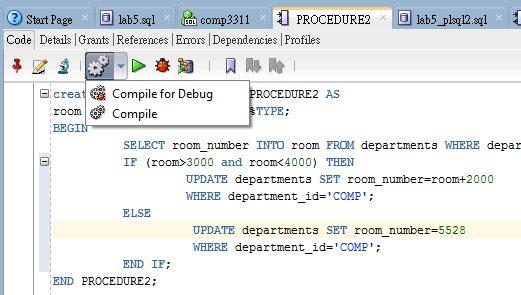 Start Page lab5.sql comp3311 PROCEDURE2 lab5_plsql2.sql
Code Details Grants References Errors Dependencies Profiles
Compile for Debug
Compile
PROCEDURE2 AS
room %TYPE;
BEGIN
SELECT room_number INTO room FROM departments WHERE depar
IF (room>3000 and room<4000) THEN
UPDATE departments SET room_number=room+2000
WHERE department_id='COMP';
ELSE
UPDATE departments SET room_number=5528
WHERE department_id='COMP';
END IF;
END PROCEDURE2;